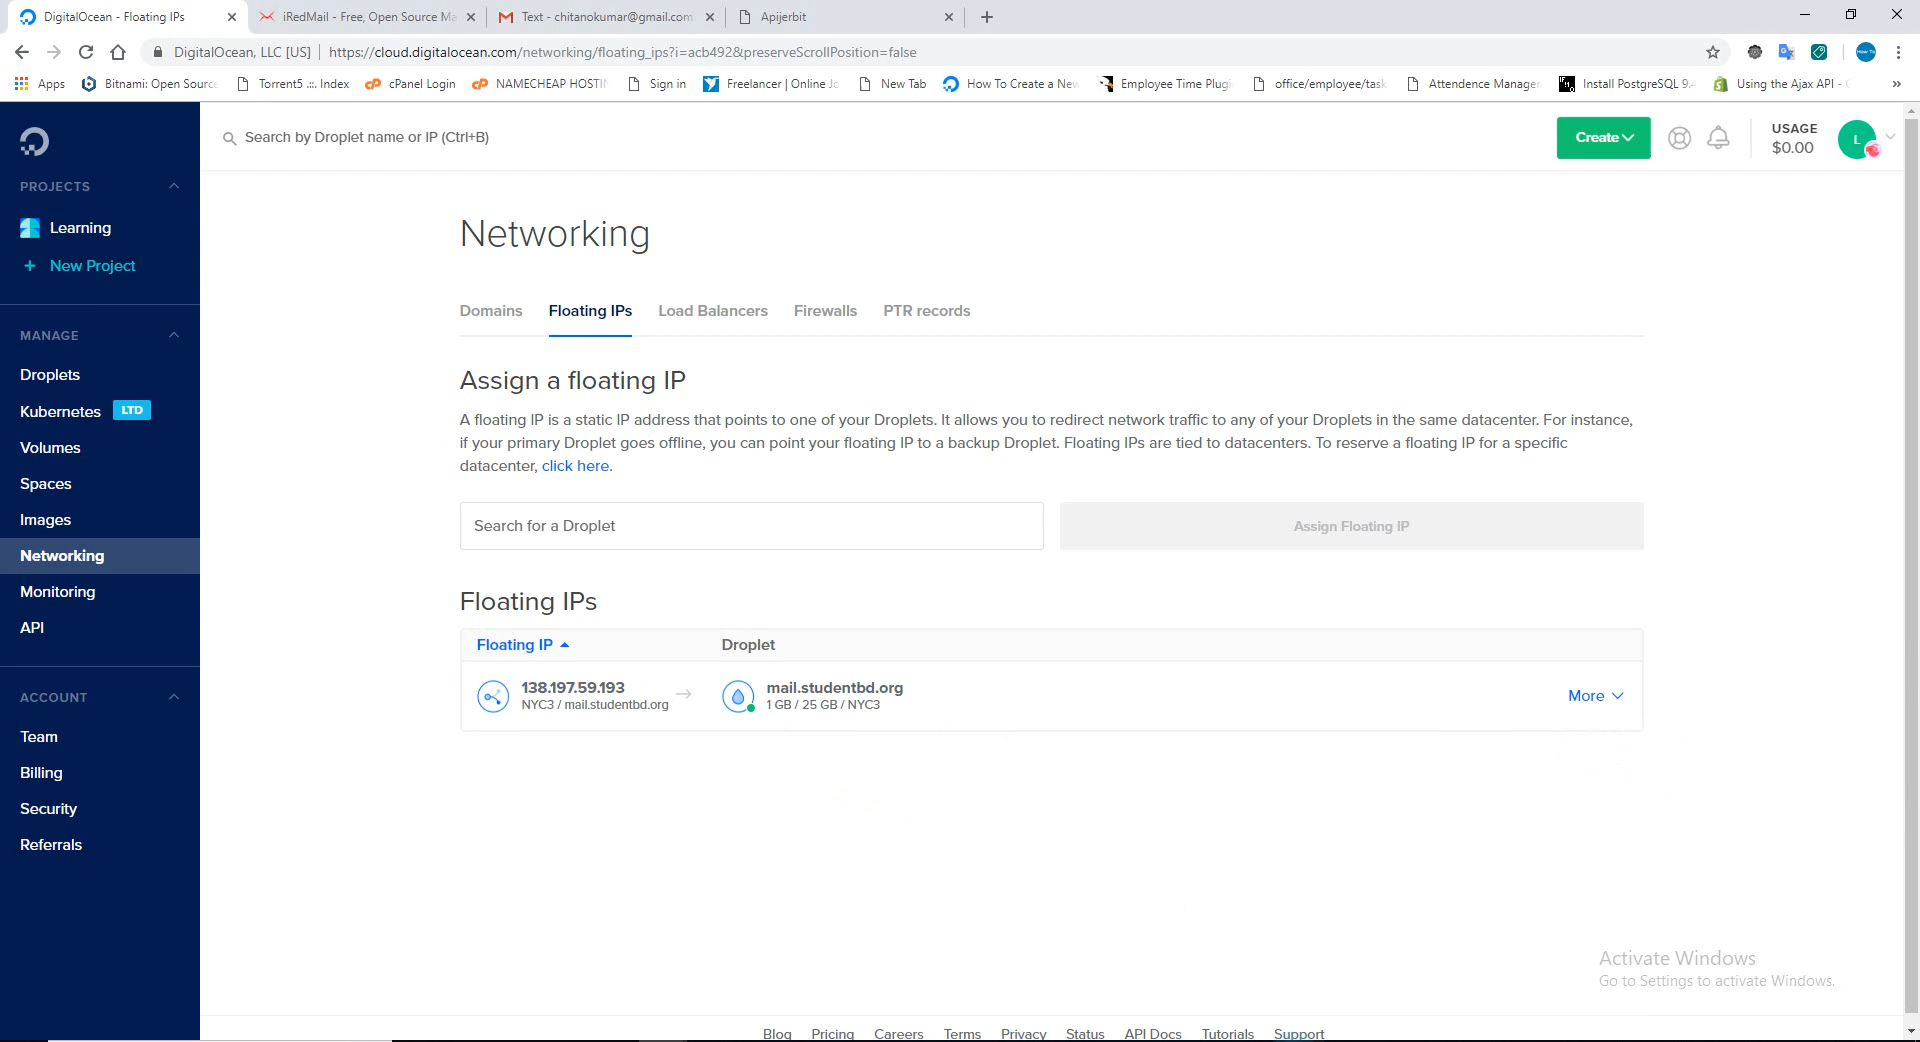 DigitalOcean - Floating IPs
iRedMail - Free, Open Source Ma
Text - chitanokumar@gmail.com
Apijerbit
DigitalOcean, LLC [US] | https://cloud.digitalocean.com/networking/floating_ips?i=acb492&preserveScrollPosition=false
Apps
Bitnami: Open Source
Torrent5 .::. Index
cPanel Login
NAMECHEAP HOSTIN
Sign in
Freelancer | Online Jo
New Tab
How To Create a New
Employee Time Plugi
office/employee/task
Attendence Manager
Install PostgreSQL 9.4
Using the Ajax API -
Search by Droplet name or IP (Ctrl+B)
Create
USAGE
$0.00
L
PROJECTS
Learning
+ New Project
MANAGE
Droplets
Kubernetes LTD
Volumes
Spaces
Images
Networking
Monitoring
API
ACCOUNT
Team
Billing
Security
Referrals
Networking
Domains
Floating IPs
Load Balancers
Firewalls
PTR records
Assign a floating IP
A floating IP is a static IP address that points to one of your Droplets. It allows you to redirect network traffic to any of your Droplets in the same datacenter. For instance,
if your primary Droplet goes offline, you can point your floating IP to a backup Droplet. Floating IPs are tied to datacenters. To reserve a floating IP for a specific
datacenter, click here.
Search for a Droplet
Assign Floating IP
Floating IPs
Floating IP
Droplet
138.197.59.193
NYC3 / mail.studentbd.org
mail.studentbd.org
1 GB / 25 GB / NYC3
More
Activate Windows
Go to Settings to activate Windows.
Blog
Pricing
Careers
Terms
Privacy
Status
API Docs
Tutorials
Support